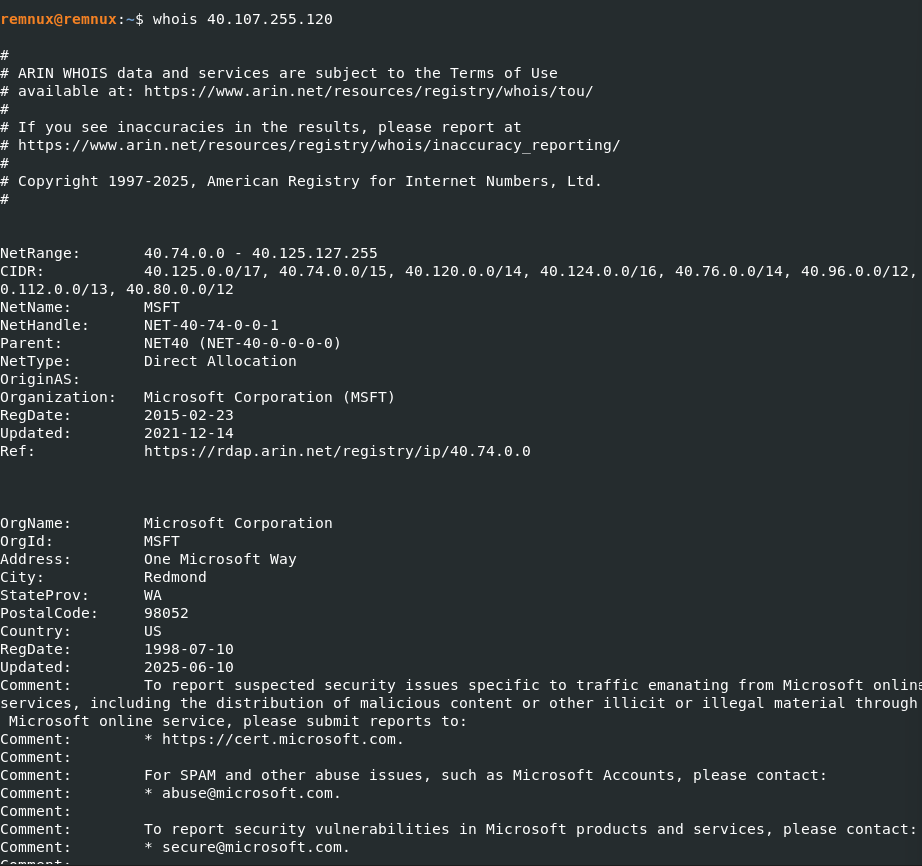 remnux@remnux:~$ whois 40.107.255.120
#
# ARIN WHOIS data and services are subject to the Terms of Use
# available at: https://www.arin.net/resources/registry/whois/tou/
#
# If you see inaccuracies in the results, please report at
# https://www.arin.net/resources/registry/whois/inaccuracy_reporting/
#
# Copyright 1997-2025, American Registry for Internet Numbers, Ltd.
#
NetRange:       40.74.0.0 - 40.125.127.255
CIDR:           40.125.0.0/17, 40.74.0.0/15, 40.120.0.0/14, 40.124.0.0/16, 40.76.0.0/14, 40.96.0.0/12,
0.112.0.0/13, 40.80.0.0/12
NetName:        MSFT
NetHandle:      NET-40-74-0-0-1
Parent:         NET40 (NET-40-0-0-0-0)
NetType:        Direct Allocation
OriginAS:
Organization:   Microsoft Corporation (MSFT)
RegDate:        2015-02-23
Updated:        2021-12-14
Ref:            https://rdap.arin.net/registry/ip/40.74.0.0
OrgName:        Microsoft Corporation
OrgId:          MSFT
Address:        One Microsoft Way
City:           Redmond
StateProv:      WA
PostalCode:     98052
Country:        US
RegDate:        1998-07-10
Updated:        2025-06-10
Comment:        To report suspected security issues specific to traffic emanating from Microsoft online
services, including the distribution of malicious content or other illicit or illegal material through
 Microsoft online service, please submit reports to:
Comment:        * https://cert.microsoft.com.
Comment:
Comment:        For SPAM and other abuse issues, such as Microsoft Accounts, please contact:
Comment:        * abuse@microsoft.com.
Comment:
Comment:        To report security vulnerabilities in Microsoft products and services, please contact:
Comment:        * secure@microsoft.com.
Comment: